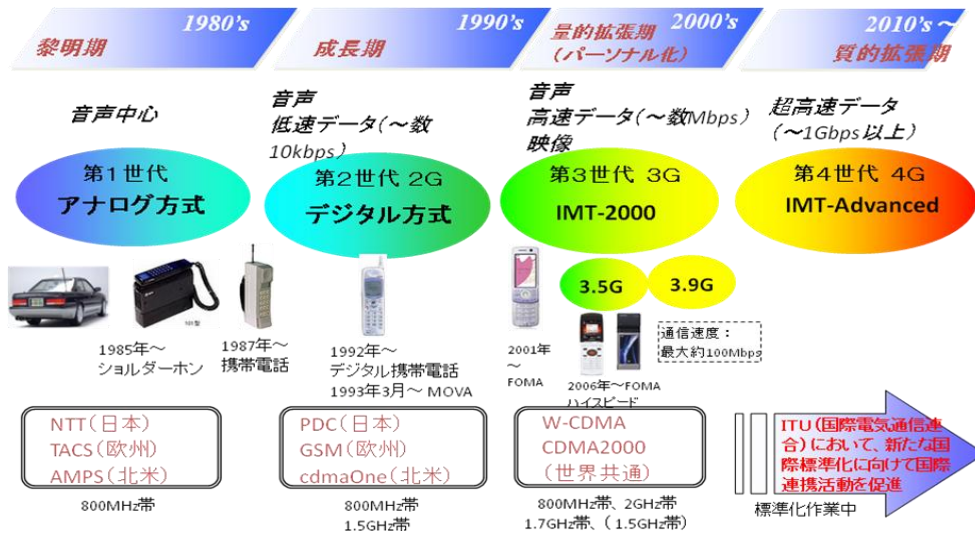 1980's
黎明期
1990's
成長期
2000's
量的拡張期
（パーソナル化）
2010's～
質的拡張期
音声中心
音声
低速データ(～数
10kbps)
音声
高速データ(～数Mbps)
映像
超高速データ
(～1Gbps以上)
第1世代
アナログ方式
第2世代 2G
デジタル方式
第3世代 3G
IMT-2000
第4世代 4G
IMT-Advanced
3.5G
3.9G
通信速度：
最大約100Mbps
1985年～
ショルダーホン
1987年～
携帯電話
1992年～
デジタル携帯電話
1993年3月～ MOVA
2001年
～
FOMA
2006年～FOMA
ハイスピード
NTT(日本)
TACS(欧州)
AMPS(北米)
800MHz帯
PDC(日本)
GSM(欧州)
cdmaOne(北米)
800MHz帯
1.5GHz帯
W-CDMA
CDMA2000
(世界共通)
800MHz帯、2GHz帯
1.7GHz帯、(1.5GHz帯)
ITU(国際電気通信連
合)において、新たな国
際標準化に向けて国際
連携活動を促進
標準化作業中